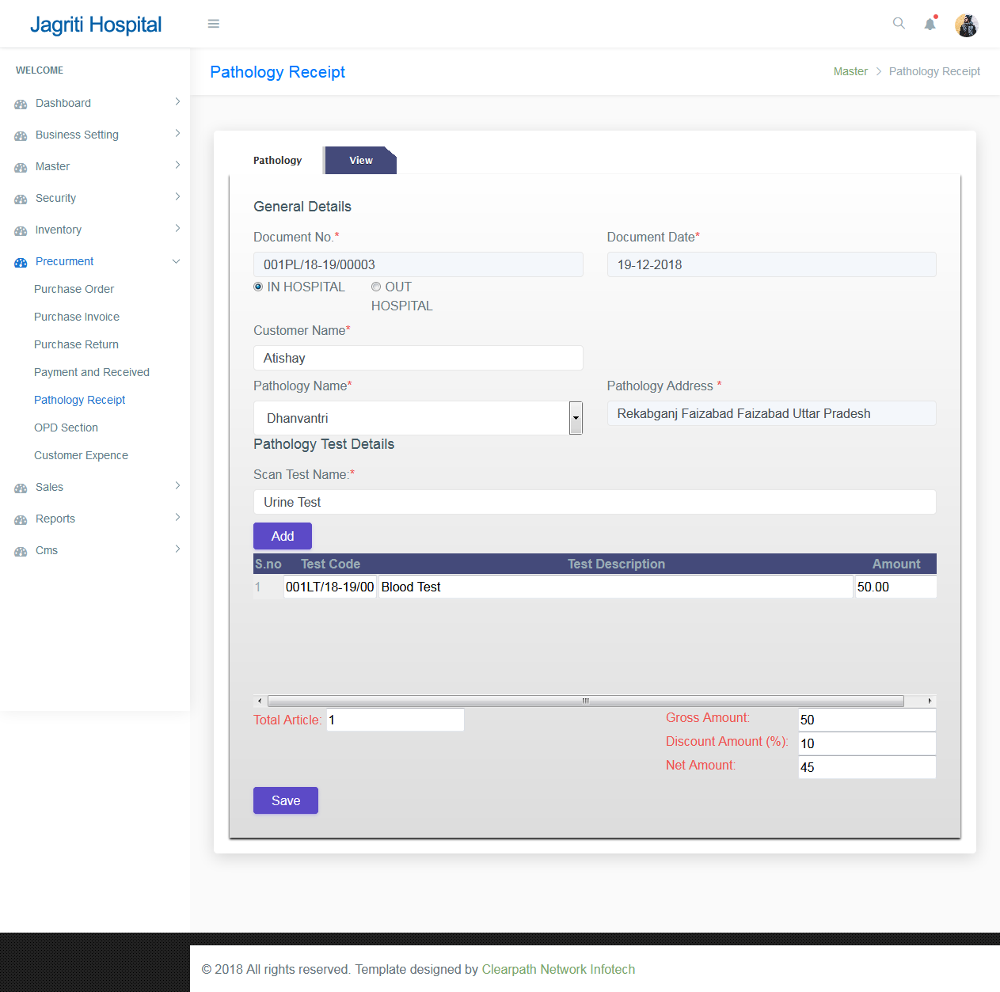 Jagriti Hospital
WELCOME
Pathology Receipt
Master > Pathology Receipt
Dashboard
Business Setting
Master
Security
Inventory
Precurment
Purchase Order
Purchase Invoice
Purchase Return
Payment and Received
Pathology Receipt
OPD Section
Customer Expence
Sales
Reports
Cms
Pathology View
General Details
Document No.* Document Date*
001PL/18-19/00003 19-12-2018
IN HOSPITAL OUT
HOSPITAL
Customer Name*
Atishay
Pathology Name* Pathology Address *
Dhanvantri Rekabganj Faizabad Faizabad Uttar Pradesh
Pathology Test Details
Scan Test Name:*
Urine Test
Add
S.no Test Code Test Description Amount
1 001LT/18-19/00 Blood Test 50.00
Total Article: 1 Gross Amount: 50
Discount Amount (%): 10
Net Amount: 45
Save
© 2018 All rights reserved. Template designed by Clearpath Network Infotech